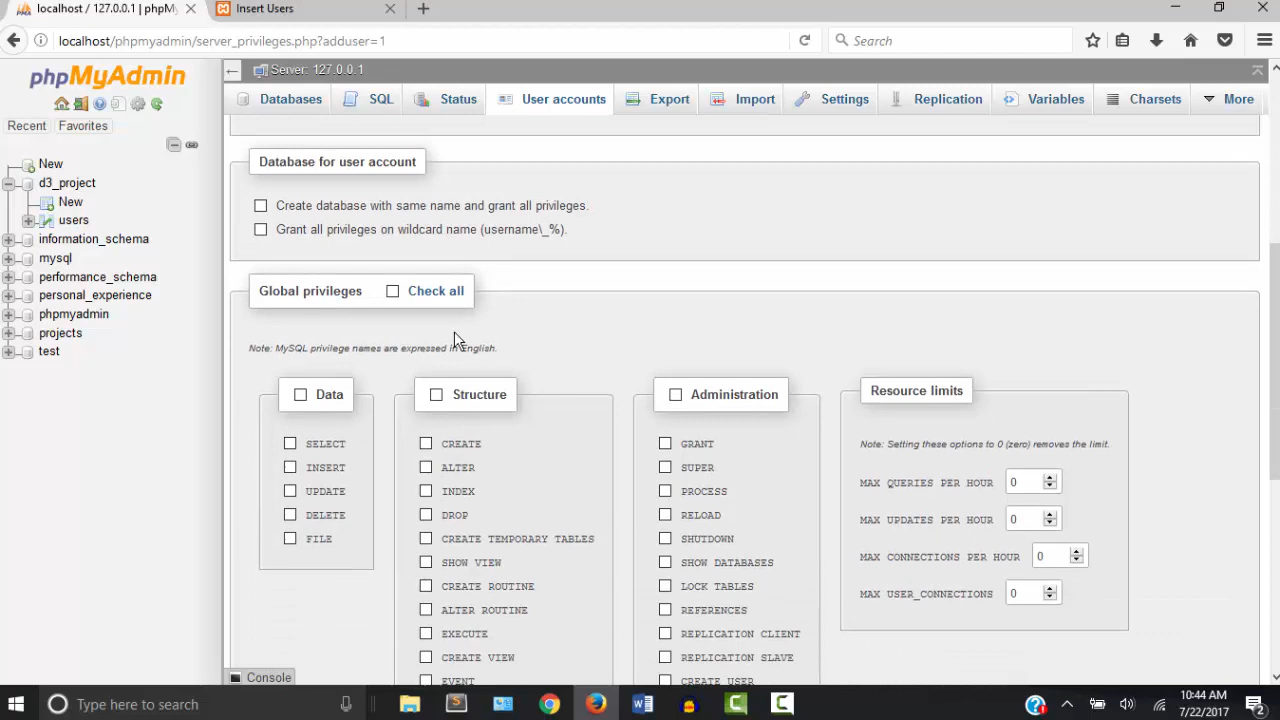 localhost / 127.0.0.1 | phpMy
Insert Users
localhost/phpmyadmin/server_privileges.php?adduser=1
Search
phpMyAdmin
Recent
Favorites
New
d3_project
New
users
information_schema
mysql
performance_schema
personal_experience
phpmyadmin
projects
test
Server: 127.0.0.1
Databases
SQL
Status
User accounts
Export
Import
Settings
Replication
Variables
Charsets
More
Database for user account
Create database with same name and grant all privileges.
Grant all privileges on wildcard name (username\_%).
Global privileges
Check all
Note: MySQL privilege names are expressed in English.
Data
SELECT
INSERT
UPDATE
DELETE
FILE
Structure
CREATE
ALTER
INDEX
DROP
CREATE TEMPORARY TABLES
SHOW VIEW
CREATE ROUTINE
ALTER ROUTINE
EXECUTE
CREATE VIEW
EVENT
Administration
GRANT
SUPER
PROCESS
RELOAD
SHUTDOWN
SHOW DATABASES
LOCK TABLES
REFERENCES
REPLICATION CLIENT
REPLICATION SLAVE
CREATE USER
Resource limits
Note: Setting these options to 0 (zero) removes the limit.
MAX QUERIES PER HOUR 0
MAX UPDATES PER HOUR 0
MAX CONNECTIONS PER HOUR 0
MAX USER_CONNECTIONS 0
Console
Type here to search
10:44 AM
7/22/2017